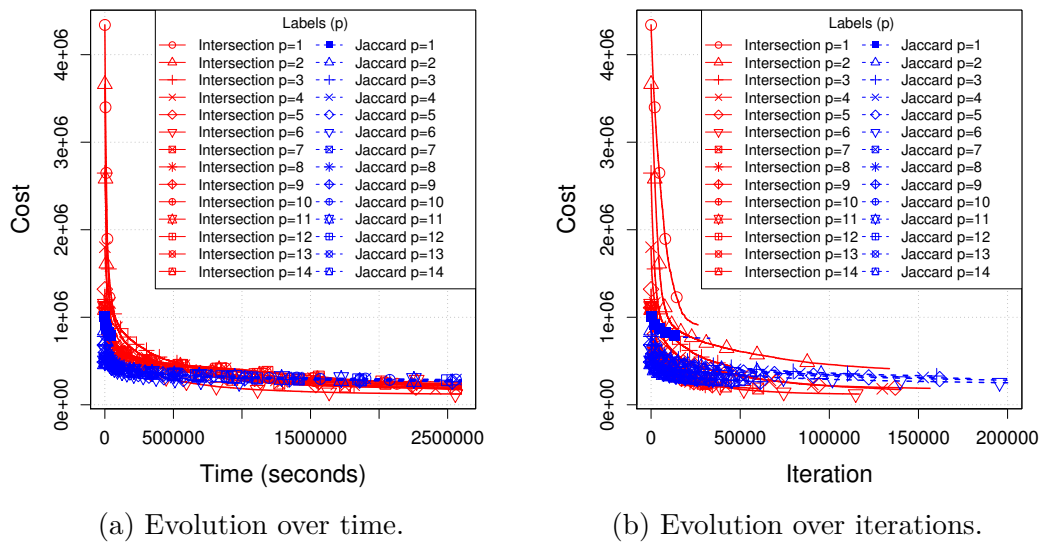 Labels (p)
Intersection p=1 Jaccard p=1
Intersection p=2 Jaccard p=2
Intersection p=3 Jaccard p=3
Intersection p=4 Jaccard p=4
Intersection p=5 Jaccard p=5
Intersection p=6 Jaccard p=6
Intersection p=7 Jaccard p=7
Intersection p=8 Jaccard p=8
Intersection p=9 Jaccard p=9
Intersection p=10 Jaccard p=10
Intersection p=11 Jaccard p=11
Intersection p=12 Jaccard p=12
Intersection p=13 Jaccard p=13
Intersection p=14 Jaccard p=14
Cost
4e+06
3e+06
2e+06
1e+06
0e+00
0 500000 1500000 2500000
Time (seconds)
(a) Evolution over time.
Labels (p)
Intersection p=1 Jaccard p=1
Intersection p=2 Jaccard p=2
Intersection p=3 Jaccard p=3
Intersection p=4 Jaccard p=4
Intersection p=5 Jaccard p=5
Intersection p=6 Jaccard p=6
Intersection p=7 Jaccard p=7
Intersection p=8 Jaccard p=8
Intersection p=9 Jaccard p=9
Intersection p=10 Jaccard p=10
Intersection p=11 Jaccard p=11
Intersection p=12 Jaccard p=12
Intersection p=13 Jaccard p=13
Intersection p=14 Jaccard p=14
Cost
4e+06
3e+06
2e+06
1e+06
0e+00
0 50000 100000 150000 200000
Iteration
(b) Evolution over iterations.